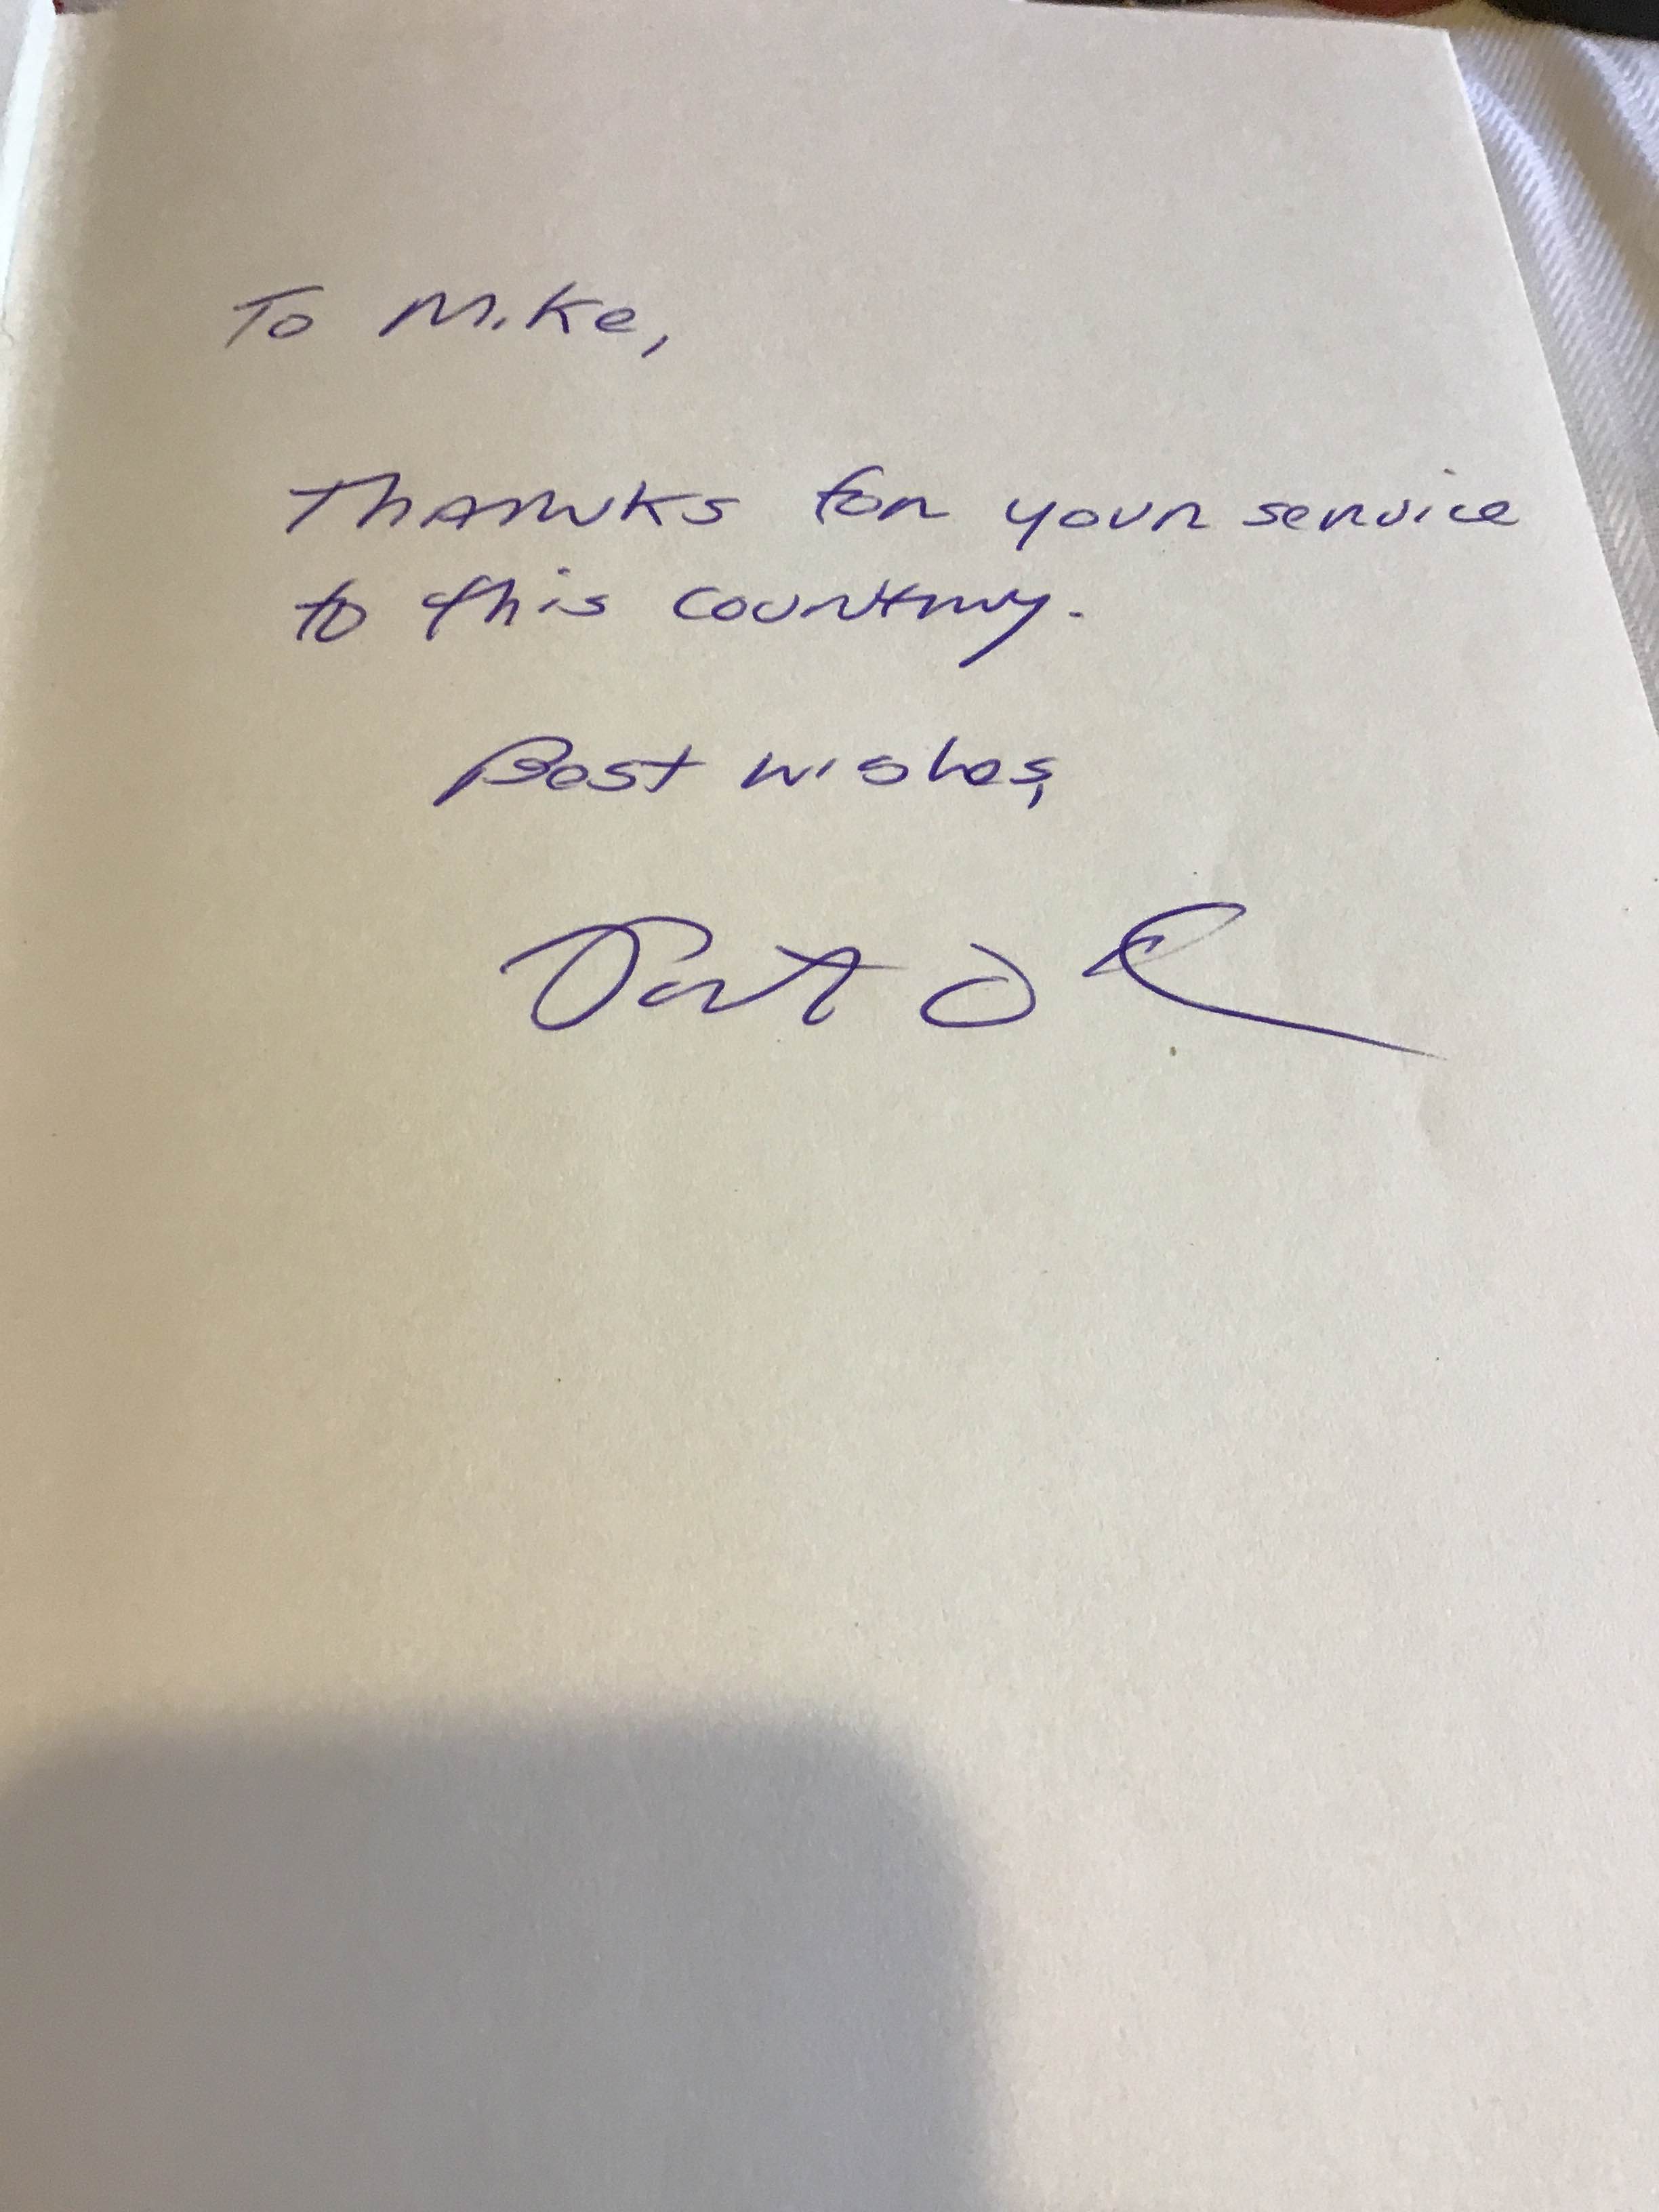 To Mike,
Thanks for your service
to this country.
Best wishes,